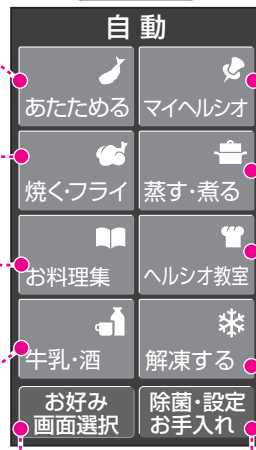 自動
あたためる
マイヘルシオ
焼く・フライ
蒸す・煮る
お料理集
ヘルシオ教室
牛乳・酒
解凍する
お好み
画面選択
除菌・設定
お手入れ